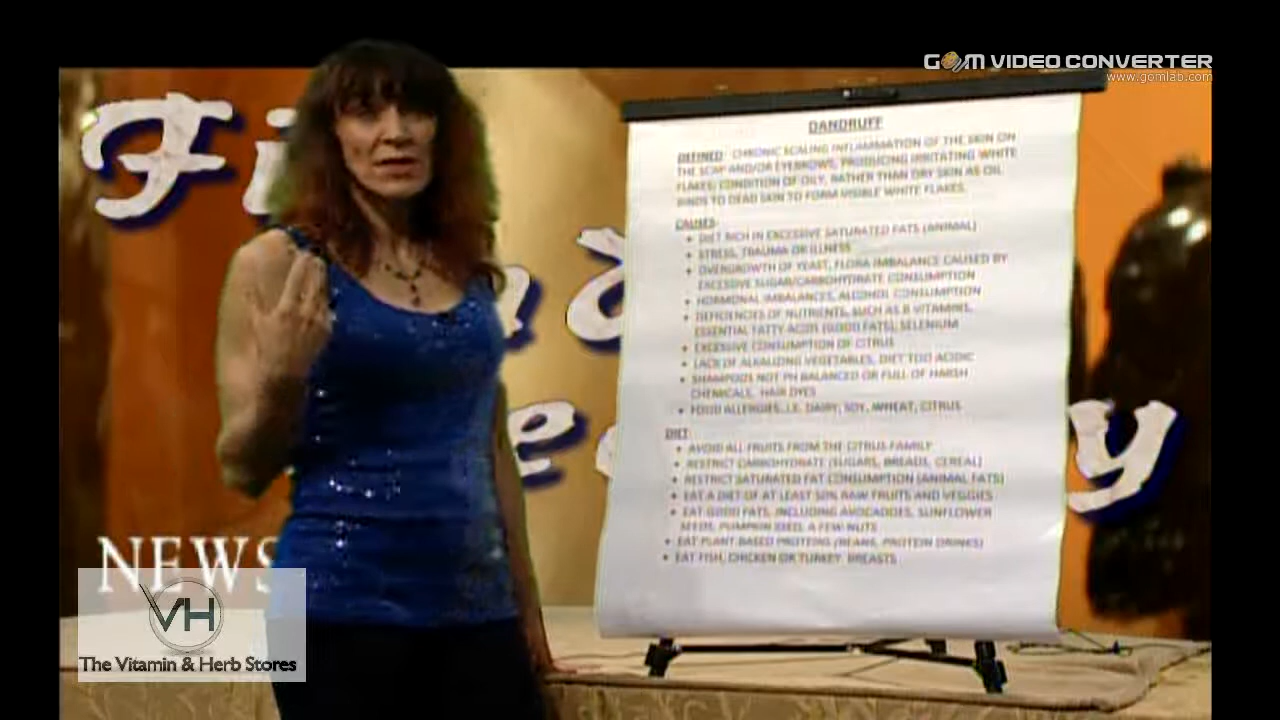 GOM VIDEO CONVERTER
www.gomlab.com
Fi
DANDRUFF
DEFINED: CHRONIC SCALING INFLAMMATION OF THE SKIN ON
THE SCALP AND/OR EYEBROWS, PRODUCING IRRITATING WHITE
FLAKES; CONDITION OF OILY, RATHER THAN DRY SKIN AS OIL
BINDS TO DEAD SKIN TO FORM VISIBLE WHITE FLAKES.
CAUSES:
• DIET RICH IN EXCESSIVE SATURATED FATS (ANIMAL)
• STRESS, TRAUMA OR ILLNESS
• OVERGROWTH OF YEAST, FLORA IMBALANCE CAUSED BY
EXCESSIVE SUGAR/CARBOHYDRATE CONSUMPTION
• HORMONAL IMBALANCES, ALCOHOL CONSUMPTION
• DEFICIENCIES OF NUTRIENTS, SUCH AS B VITAMINS,
ESSENTIAL FATTY ACIDS (GOOD FATS), SELENIUM
• EXCESSIVE CONSUMPTION OF CITRUS
• LACK OF ALKALIZING VEGETABLES, DIET TOO ACIDIC
• SHAMPOOS NOT PH BALANCED OR FULL OF HARSH
CHEMICALS, HAIR DYES
• FOOD ALLERGIES, I.E. DAIRY, SOY, WHEAT, CITRUS
DIET:
• AVOID ALL FRUITS FROM THE CITRUS FAMILY
• RESTRICT CARBOHYDRATE (SUGARS, BREADS, CEREAL)
• RESTRICT SATURATED FAT CONSUMPTION (ANIMAL FATS)
• EAT A DIET OF AT LEAST 50% RAW FRUITS AND VEGGIES
• EAT GOOD FATS, INCLUDING AVOCADOES, SUNFLOWER
SEEDS, PUMPKIN SEED, A FEW NUTS
• EAT PLANT BASED PROTEINS (BEANS, PROTEIN DRINKS)
• EAT FISH, CHICKEN OR TURKEY BREASTS
y
NEWS
VH
The Vitamin & Herb Stores